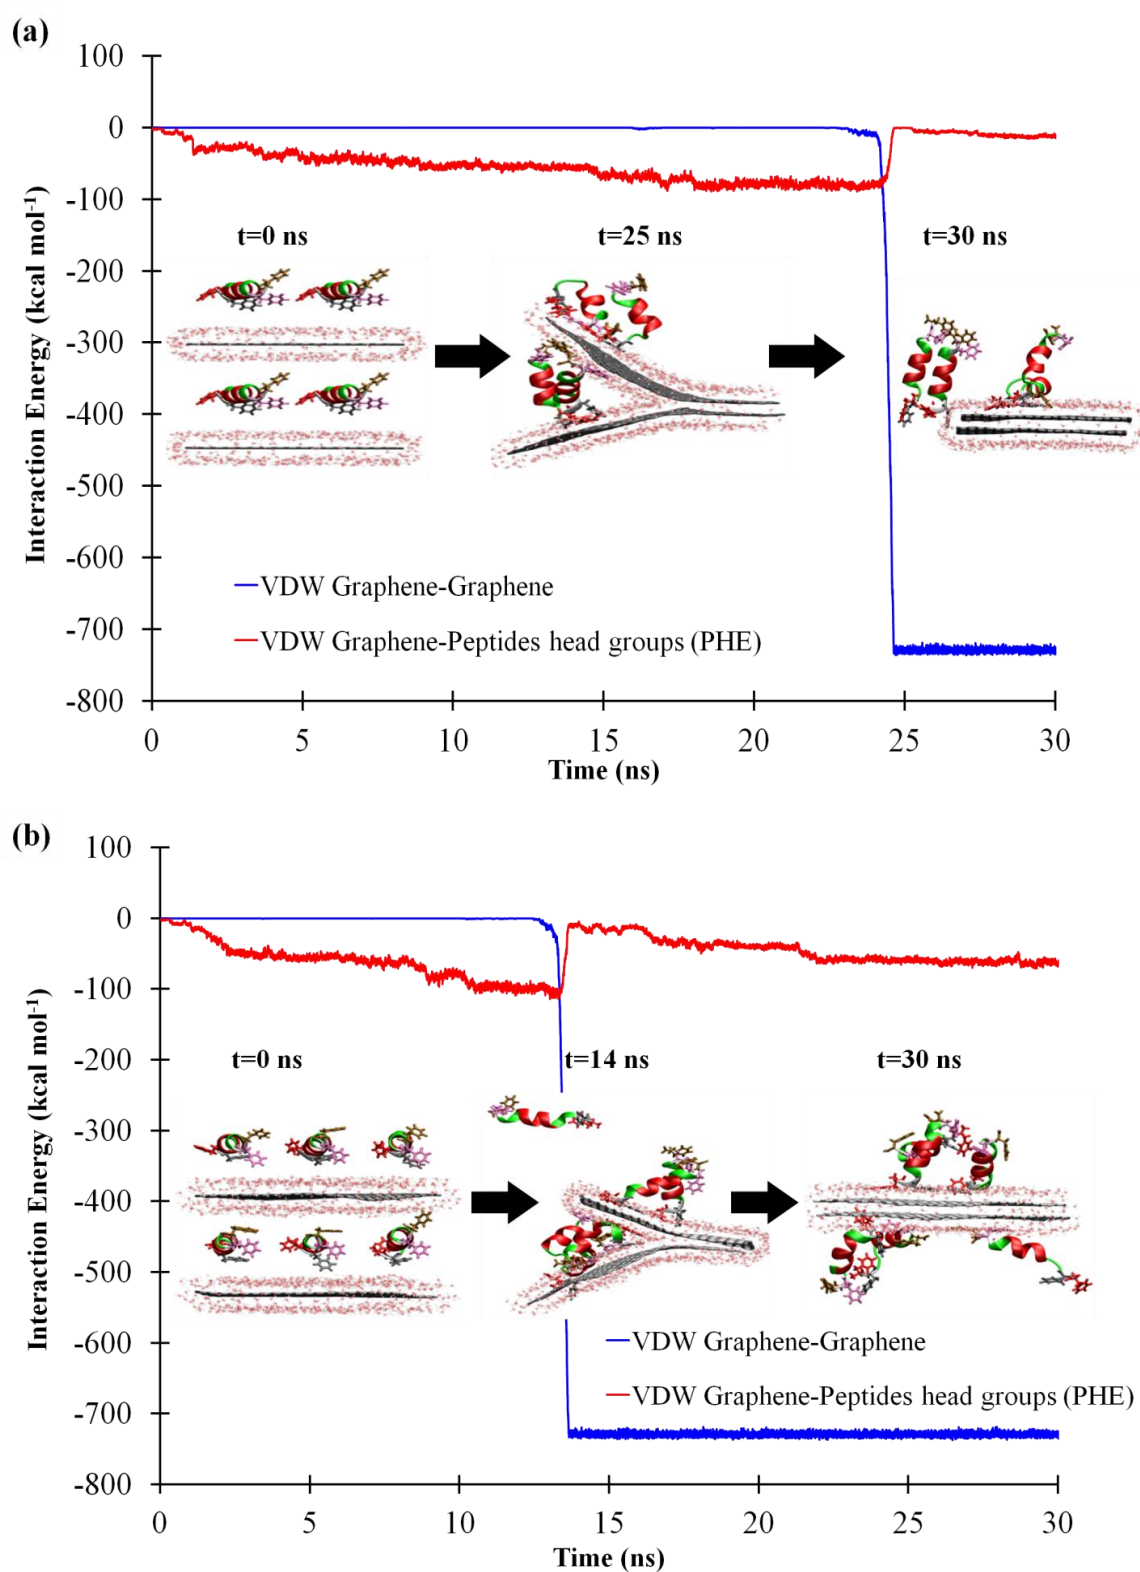 (a)
100
0
-100
-200
-300
-400
-500
-600
-700
-800
Interaction Energy (kcal mol⁻¹)
t=0 ns
t=25 ns
t=30 ns
VDW Graphene-Graphene
VDW Graphene-Peptides head groups (PHE)
0 5 10 15 20 25 30
Time (ns)
(b)
100
0
-100
-200
-300
-400
-500
-600
-700
-800
Interaction Energy (kcal mol⁻¹)
t=0 ns
t=14 ns
t=30 ns
VDW Graphene-Graphene
VDW Graphene-Peptides head groups (PHE)
0 5 10 15 20 25 30
Time (ns)